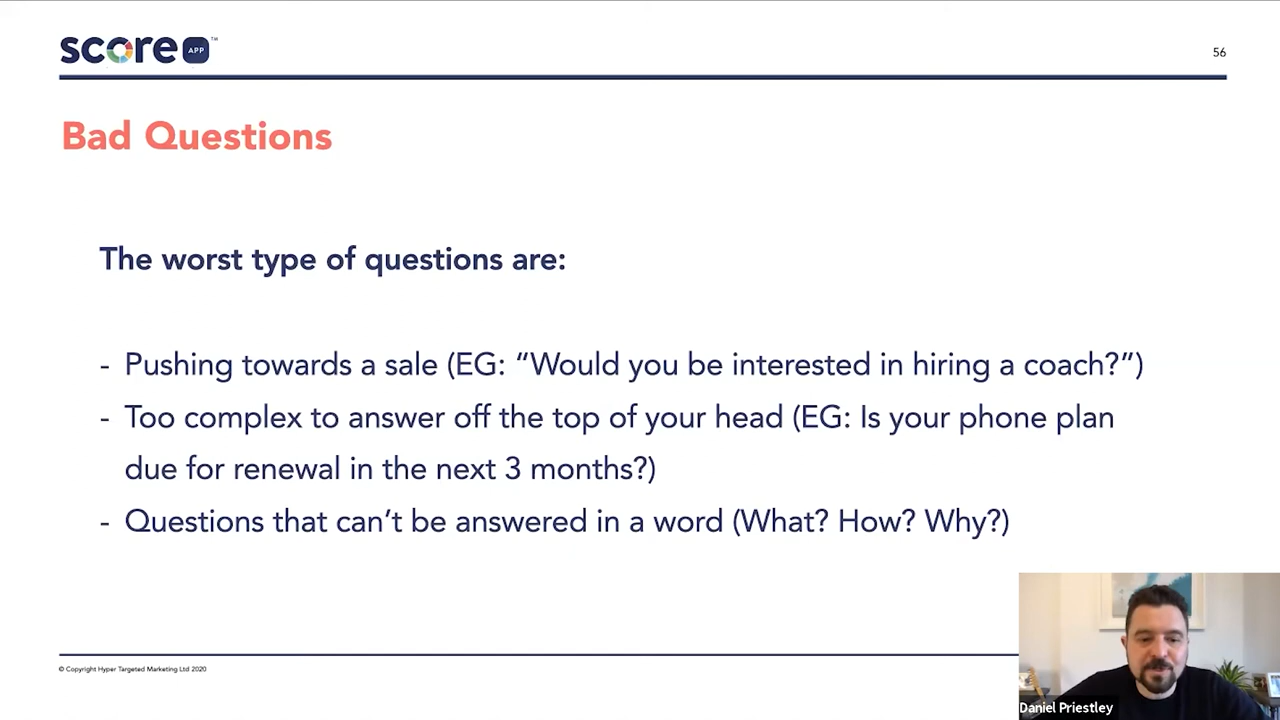 score APP ™
56
Bad Questions
The worst type of questions are:
- Pushing towards a sale (EG: “Would you be interested in hiring a coach?”)
- Too complex to answer off the top of your head (EG: Is your phone plan
due for renewal in the next 3 months?)
- Questions that can’t be answered in a word (What? How? Why?)
© Copyright Hyper Targeted Marketing Ltd 2020
Daniel Priestley